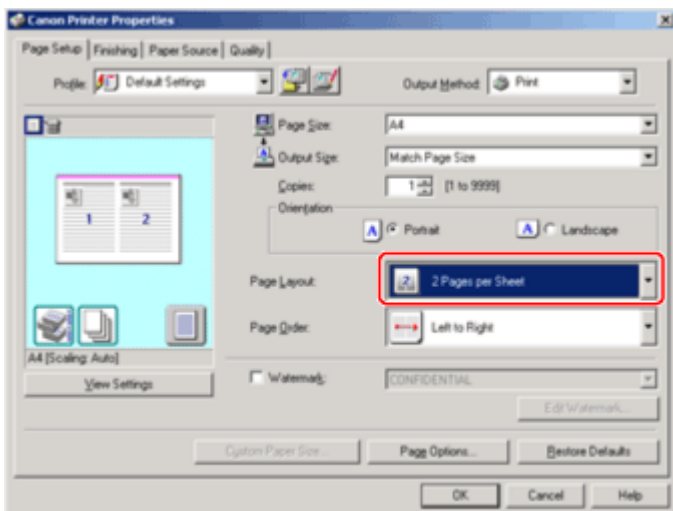 Canon Printer Properties
Page Setup Finishing Paper Source Quality
Profile: Default Settings Output Method: Print
Page Size: A4
Output Size: Match Page Size
Copies: 1 [1 to 9999]
Orientation
A Portrait A Landscape
1 2
Page Layout: 2 Pages per Sheet
Page Order: Left to Right
A4 [Scaling: Auto]
View Settings
Watermark: CONFIDENTIAL
Edit Watermark...
Custom Paper Size... Page Options... Restore Defaults
OK Cancel Help